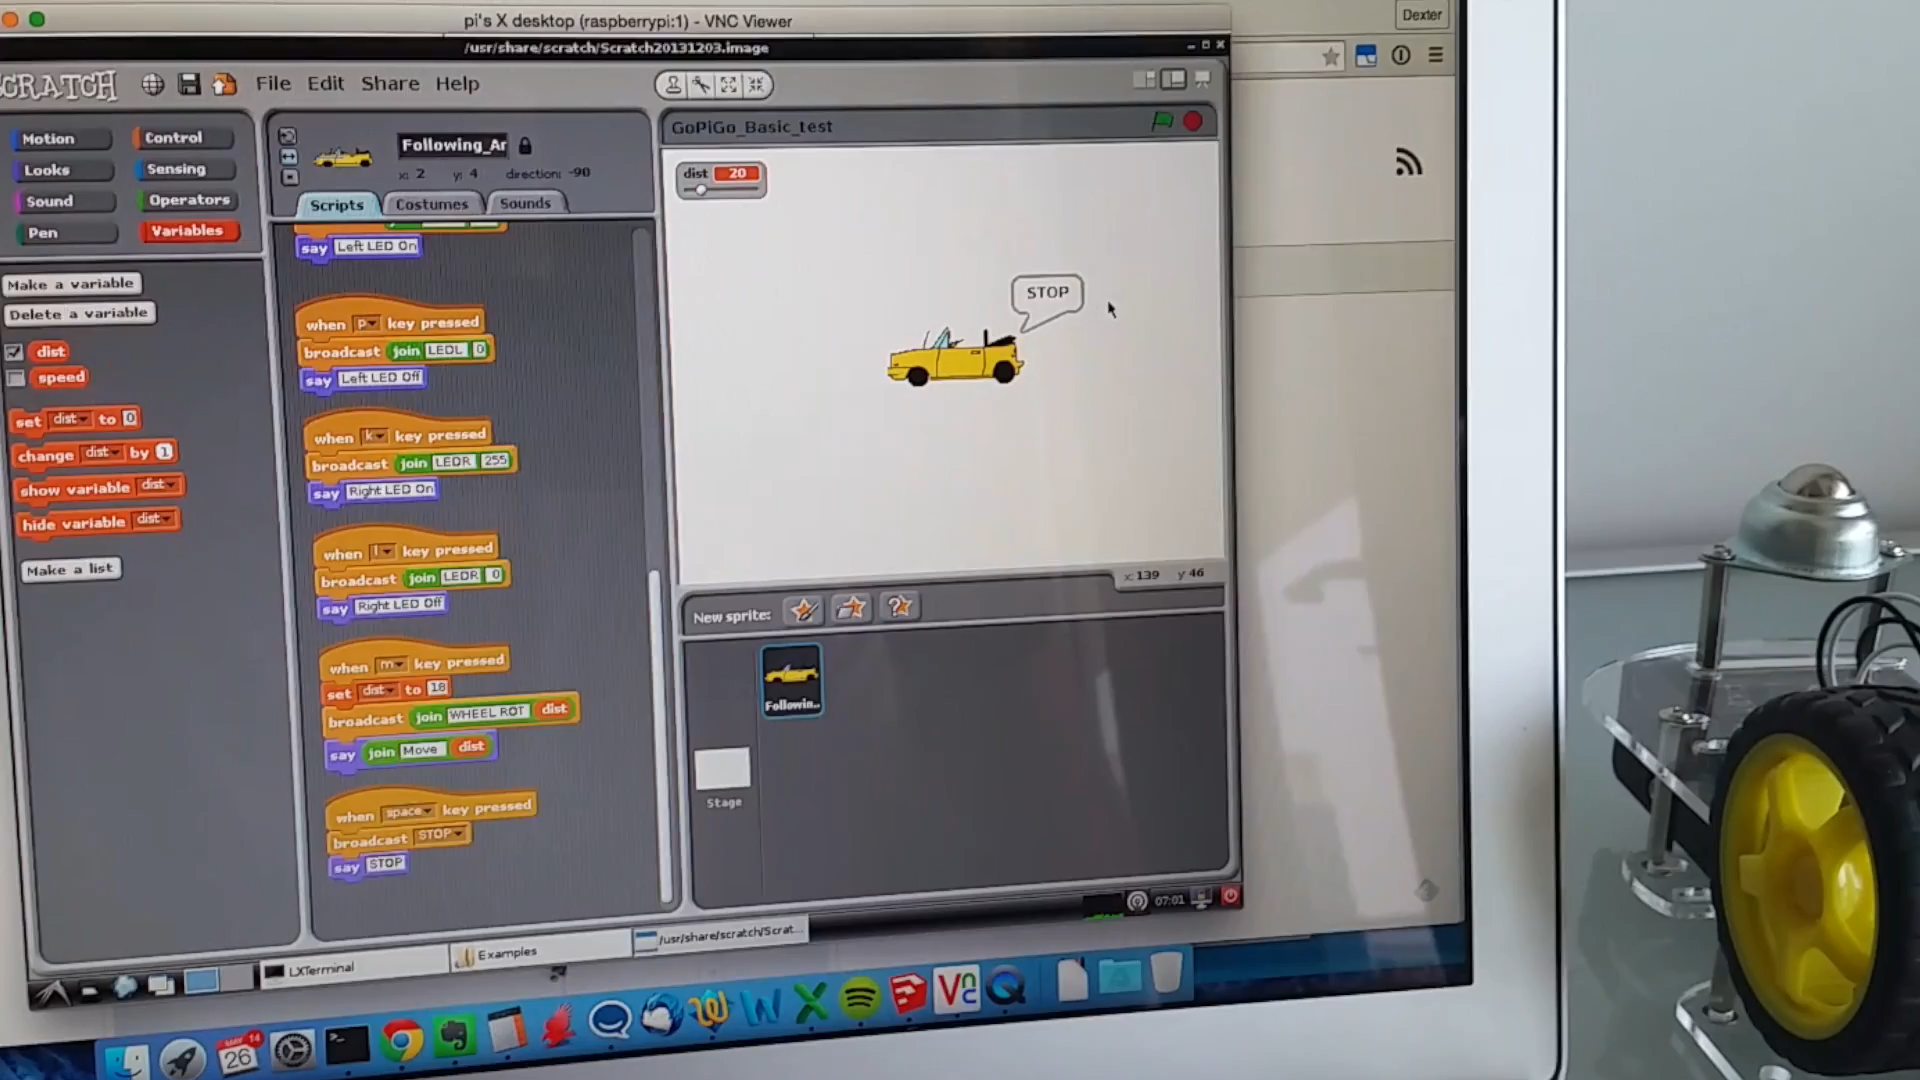 pi's X desktop (raspberrypi:1) - VNC Viewer
Dexter
/usr/share/scratch/Scratch20131203.image
SCRATCH
File Edit Share Help
Motion Control
Looks Sensing
Sound Operators
Pen Variables
Make a variable
Delete a variable
dist
speed
set dist to 0
change dist by 1
show variable dist
hide variable dist
Make a list
Following_Ar
x: 2 y: 4 direction: -90
Scripts Costumes Sounds
say Left LED On
when p key pressed
broadcast join LEDL 0
say Left LED Off
when k key pressed
broadcast join LEDR 255
say Right LED On
when l key pressed
broadcast join LEDR 0
say Right LED Off
when m key pressed
set dist to 18
broadcast join WHEEL ROT dist
say join Move dist
when space key pressed
broadcast STOP
say STOP
GoPiGo_Basic_test
dist 20
STOP
x: 139 y 46
New sprite:
Followin..
Stage
07:01
LXTerminal
Examples
/usr/share/scratch/Scrat...
MAY 14
26
W
X
Vnc